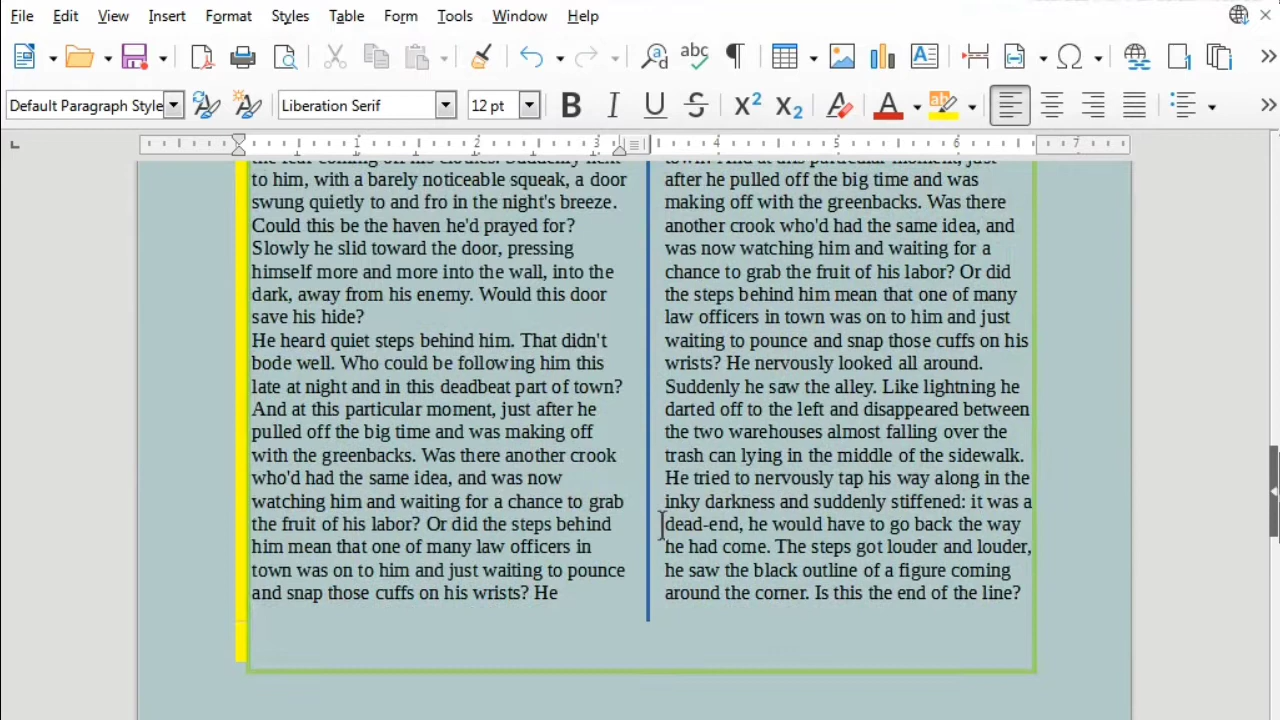 File Edit View Insert Format Styles Table Form Tools Window Help
Default Paragraph Style Liberation Serif 12 pt
1 2 3 4 5 6 7
to him, with a barely noticeable squeak, a door
swung quietly to and fro in the night's breeze.
Could this be the haven he'd prayed for?
Slowly he slid toward the door, pressing
himself more and more into the wall, into the
dark, away from his enemy. Would this door
save his hide?
He heard quiet steps behind him. That didn't
bode well. Who could be following him this
late at night and in this deadbeat part of town?
And at this particular moment, just after he
pulled off the big time and was making off
with the greenbacks. Was there another crook
who'd had the same idea, and was now
watching him and waiting for a chance to grab
the fruit of his labor? Or did the steps behind
him mean that one of many law officers in
town was on to him and just waiting to pounce
and snap those cuffs on his wrists? He
town. And at this particular moment, just
after he pulled off the big time and was
making off with the greenbacks. Was there
another crook who'd had the same idea, and
was now watching him and waiting for a
chance to grab the fruit of his labor? Or did
the steps behind him mean that one of many
law officers in town was on to him and just
waiting to pounce and snap those cuffs on his
wrists? He nervously looked all around.
Suddenly he saw the alley. Like lightning he
darted off to the left and disappeared between
the two warehouses almost falling over the
trash can lying in the middle of the sidewalk.
He tried to nervously tap his way along in the
inky darkness and suddenly stiffened: it was a
dead-end, he would have to go back the way
he had come. The steps got louder and louder,
he saw the black outline of a figure coming
around the corner. Is this the end of the line?